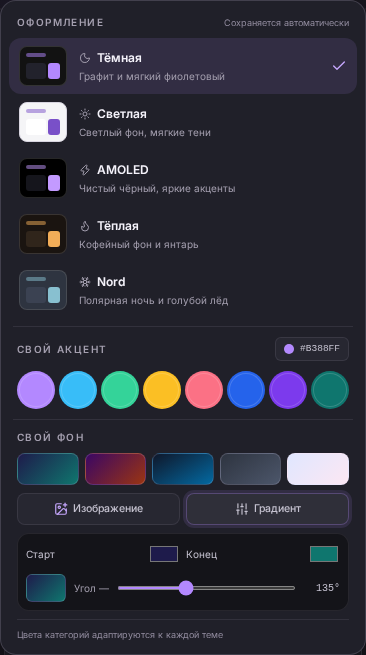 ОФОРМЛЕНИЕ Сохраняется автоматически
Тёмная
Графит и мягкий фиолетовый
Светлая
Светлый фон, мягкие тени
AMOLED
Чистый чёрный, яркие акценты
Тёплая
Кофейный фон и янтарь
Nord
Полярная ночь и голубой лёд
СВОЙ АКЦЕНТ #B388FF
СВОЙ ФОН
Изображение Градиент
Старт Конец
Угол — 135°
Цвета категорий адаптируются к каждой теме